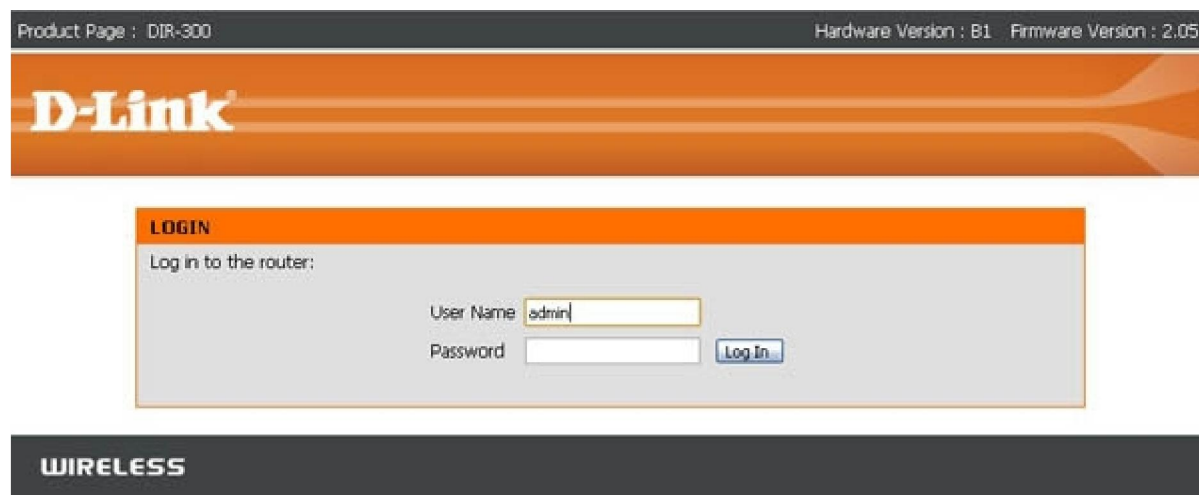 Product Page : DIR-300 Hardware Version : B1 Firmware Version : 2.05
D-Link
LOGIN
Log in to the router:
User Name admin
Password Log In
WIRELESS